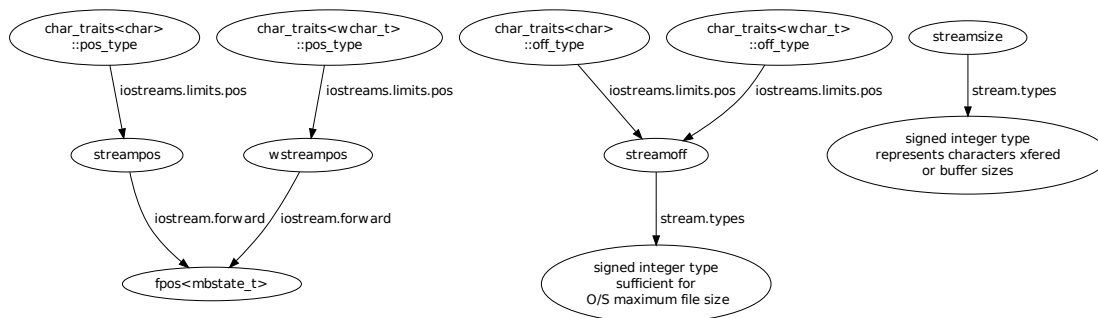 char_traits<char>
::pos_type
char_traits<wchar_t>
::pos_type
char_traits<char>
::off_type
char_traits<wchar_t>
::off_type
streamsize
iostreams.limits.pos
iostreams.limits.pos
iostreams.limits.pos
iostreams.limits.pos
stream.types
streampos
wstreampos
streamoff
signed integer type
represents characters xfered
or buffer sizes
iostream.forward
iostream.forward
stream.types
fpos<mbstate_t>
signed integer type
sufficient for
O/S maximum file size